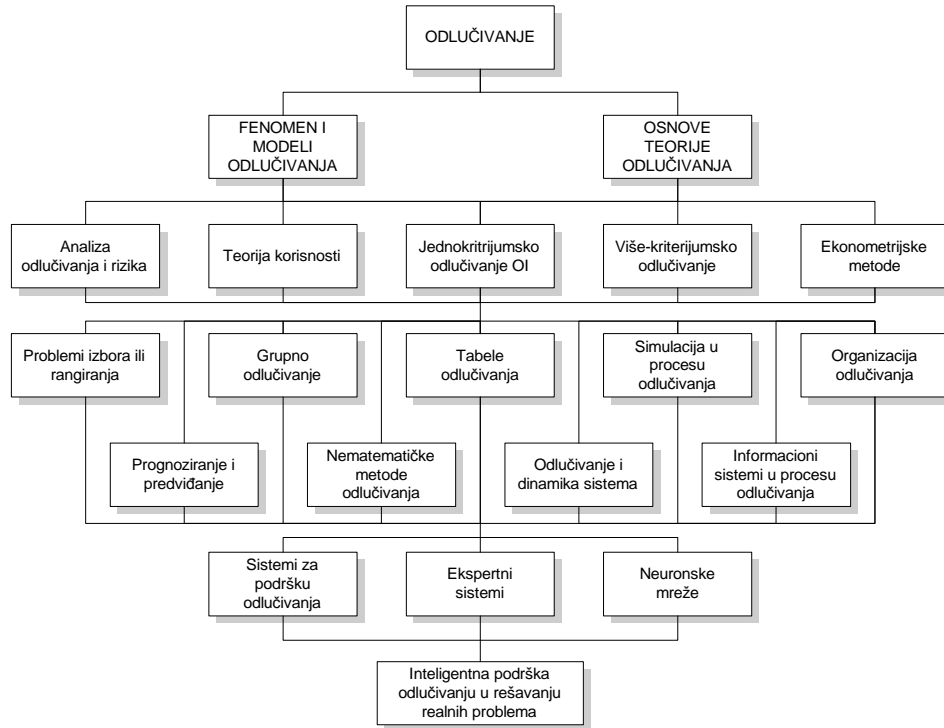 ODLUČIVANJE
FENOMEN I
MODELI
ODLUČIVANJA
OSNOVE
TEORIJE
ODLUČIVANJA
Analiza
odlučivanja i rizika
Teorija korisnosti
Jednokritrijumsko
odlučivanje OI
Više-kriterijumsko
odlučivanje
Ekonometrijske
metode
Problemi izbora ili
rangiranja
Grupno
odlučivanje
Tabele
odlučivanja
Simulacija u
procesu
odlučivanja
Organizacija
odlučivanja
Prognoziranje i
predviđanje
Nematematičke
metode
odlučivanja
Odlučivanje i
dinamika sistema
Informacioni
sistemi u procesu
odlučivanja
Sistemi za
podršku
odlučivanja
Ekspertni
sistemi
Neuronske
mreže
Inteligentna podrška
odlučivanju u rešavanju
realnih problema